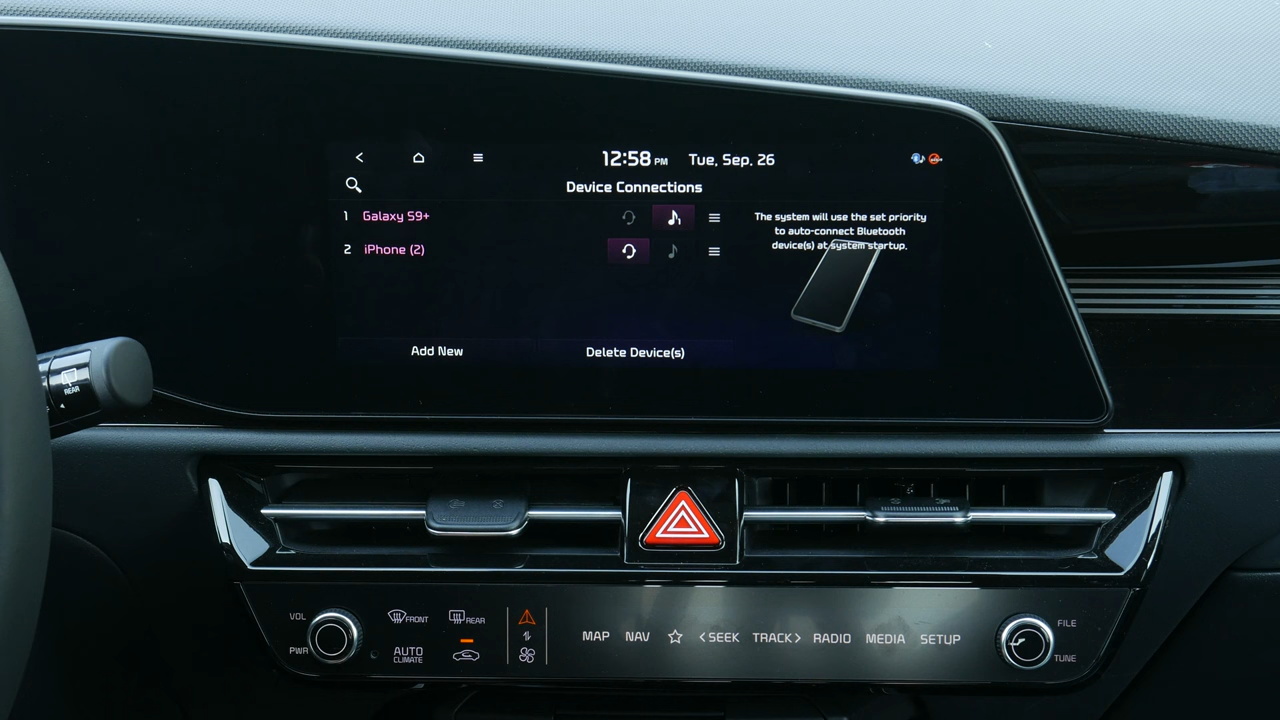 12:58 PM Tue, Sep. 26
Device Connections
1 Galaxy S9+
2 iPhone (2)
The system will use the set priority
to auto-connect Bluetooth
device(s) at system startup.
Add New
Delete Device(s)
REAR
VOL
PWR
FRONT
REAR
AUTO
CLIMATE
MAP NAV SEEK TRACK RADIO MEDIA SETUP
FILE
TUNE